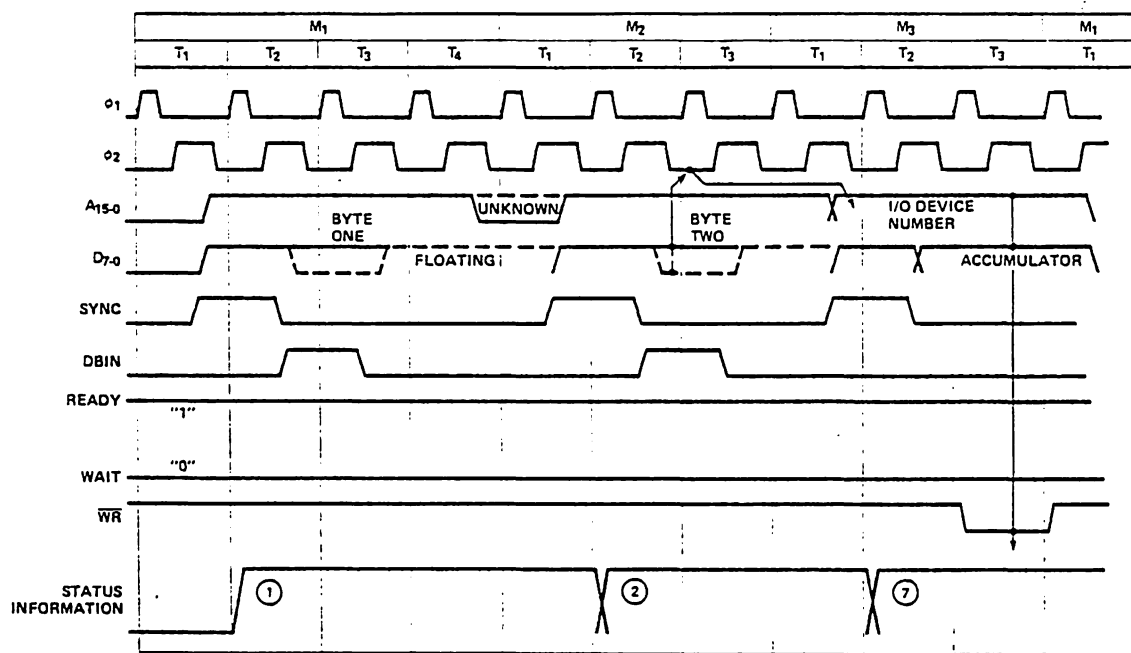 M1 M2 M3 M1
T1 T2 T3 T4 T1 T2 T3 T1 T2 T3 T1
ϕ1
ϕ2
A15-0
UNKNOWN
BYTE
ONE
BYTE
TWO
I/O DEVICE
NUMBER
D7-0
FLOATING
ACCUMULATOR
SYNC
DBIN
READY
"1"
WAIT
"0"
WR
STATUS
INFORMATION
1
2
7